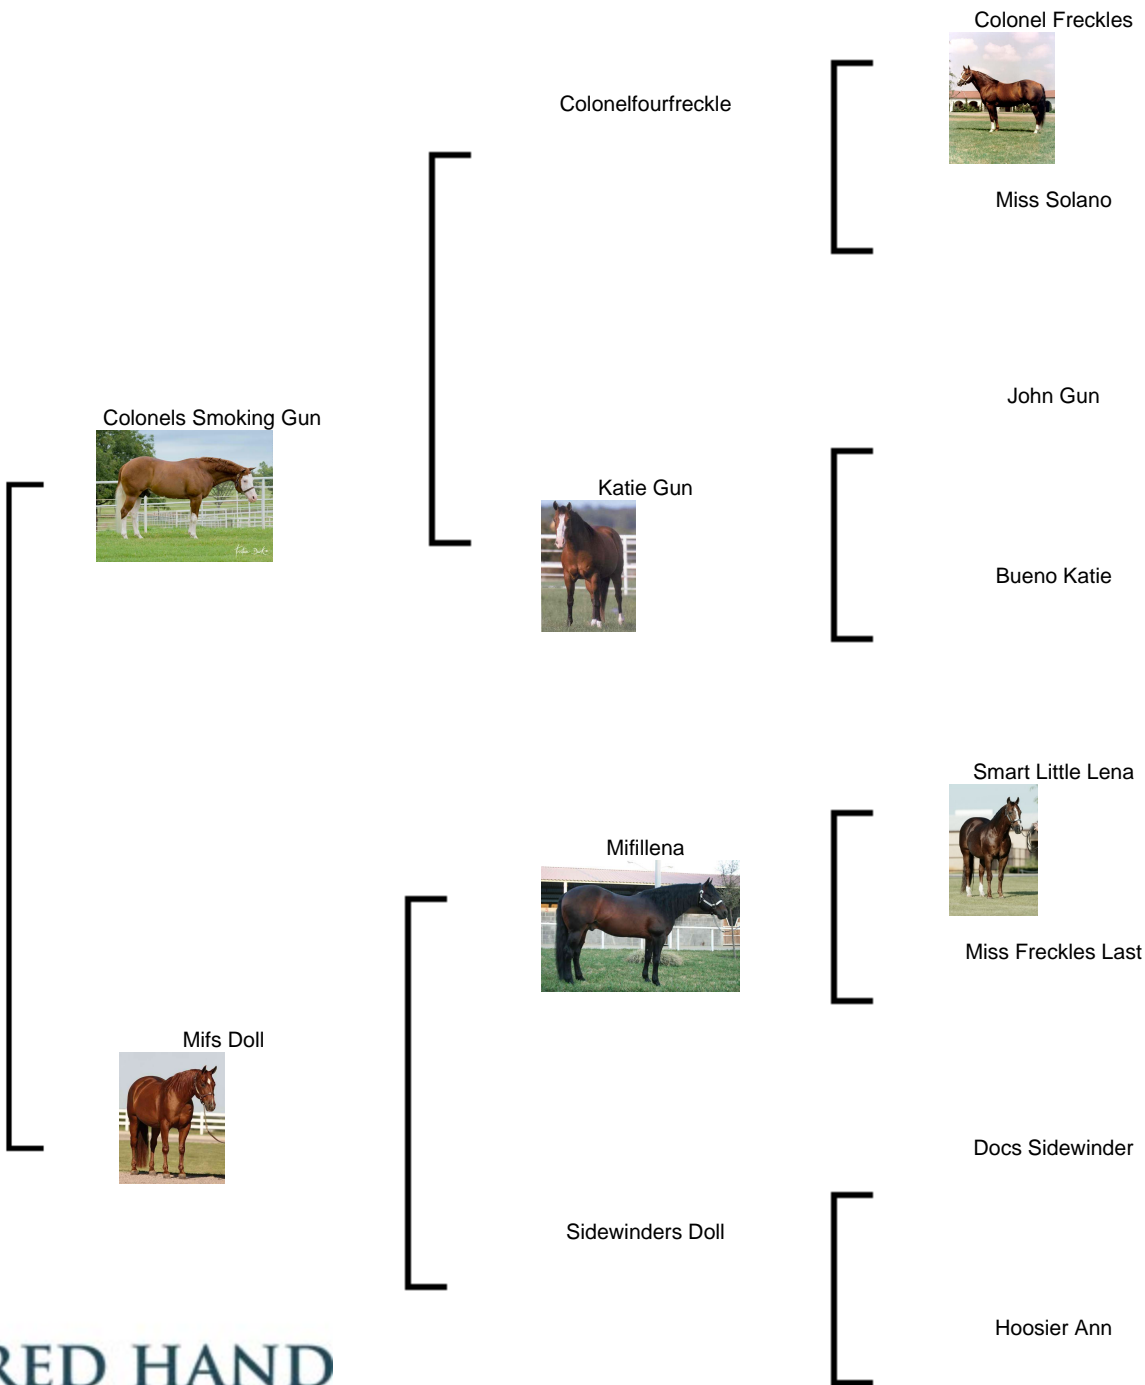 Colonel Freckles
Colonelfourfreckle
Miss Solano
John Gun
Colonels Smoking Gun
Katie Gun
Bueno Katie
Smart Little Lena
Mifillena
Miss Freckles Last
Mifs Doll
Docs Sidewinder
Sidewinders Doll
Hoosier Ann
RED HAND